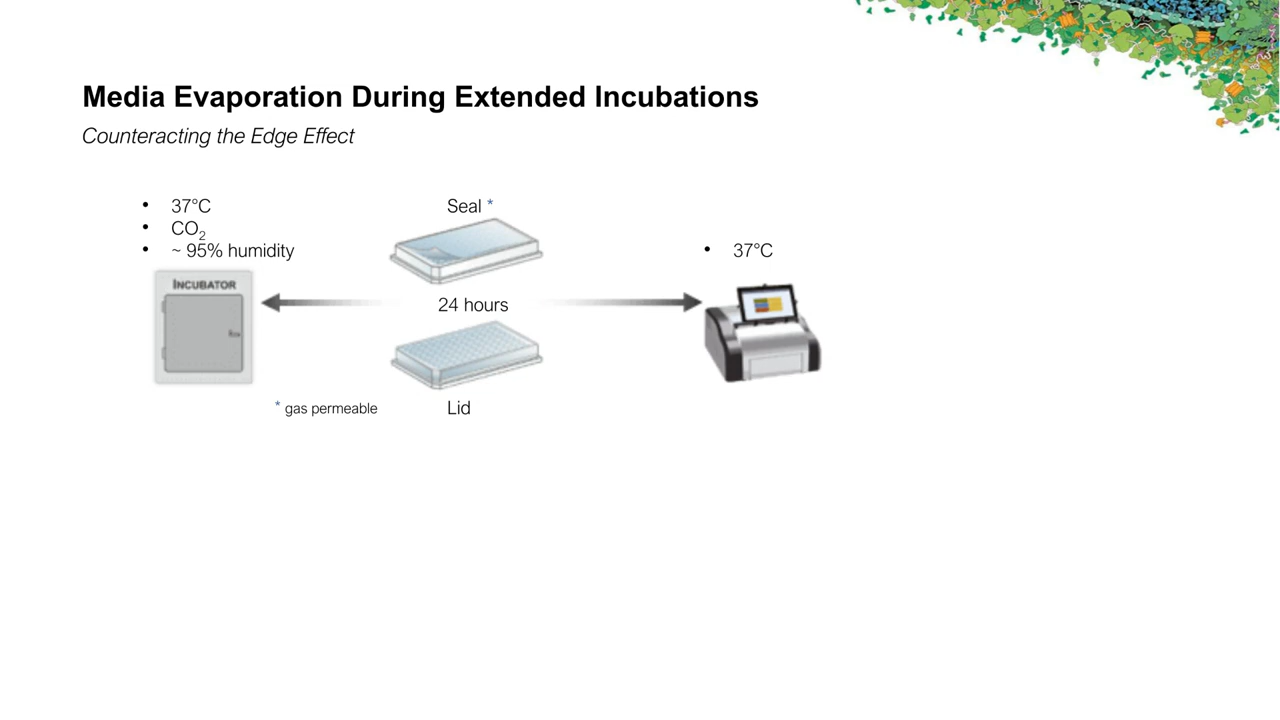 Media Evaporation During Extended Incubations
Counteracting the Edge Effect
• 37°C
• CO₂
• ~ 95% humidity
Seal *
• 37°C
INCUBATOR
24 hours
* gas permeable
Lid